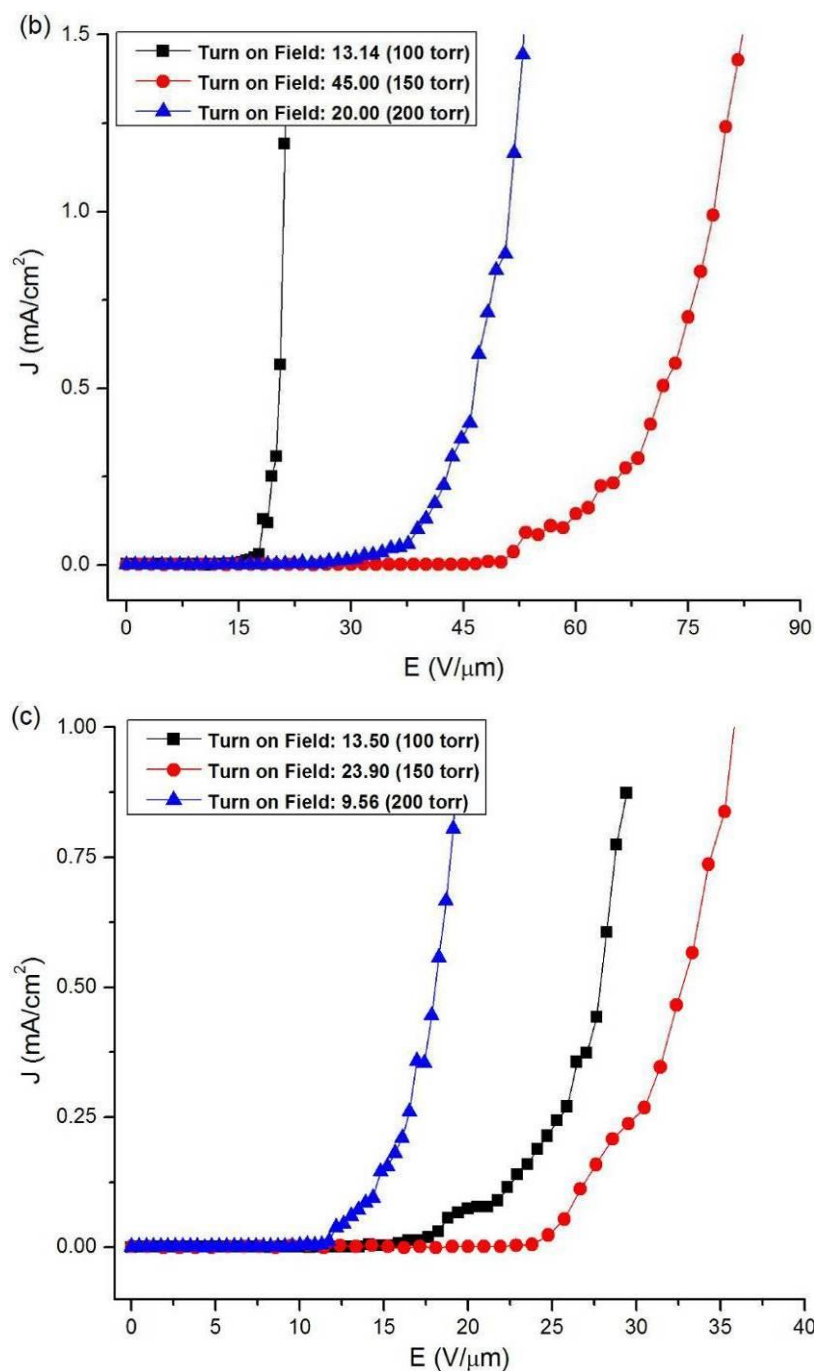 (b)
1.5
Turn on Field: 13.14 (100 torr)
Turn on Field: 45.00 (150 torr)
Turn on Field: 20.00 (200 torr)
1.0
J (mA/cm²)
0.5
0.0
0 15 30 45 60 75 90
E (V/μm)
(c)
1.00
Turn on Field: 13.50 (100 torr)
Turn on Field: 23.90 (150 torr)
Turn on Field: 9.56 (200 torr)
0.75
J (mA/cm²)
0.50
0.25
0.00
0 5 10 15 20 25 30 35 40
E (V/μm)